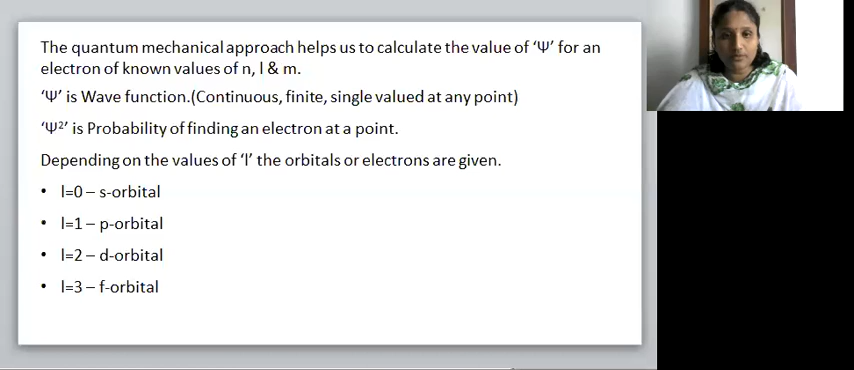 The quantum mechanical approach helps us to calculate the value of ‘Ψ’ for an
electron of known values of n, l & m.
‘Ψ’ is Wave function.(Continuous, finite, single valued at any point)
‘Ψ²’ is Probability of finding an electron at a point.
Depending on the values of ‘l’ the orbitals or electrons are given.
• l=0 – s-orbital
• l=1 – p-orbital
• l=2 – d-orbital
• l=3 – f-orbital